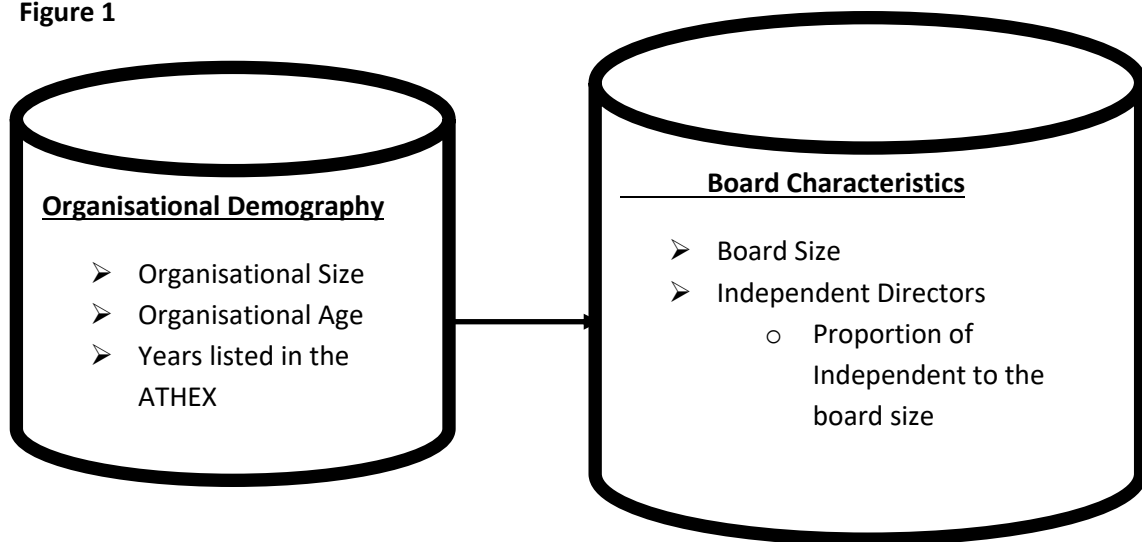 Figure 1
Organisational Demography
➢ Organisational Size
➢ Organisational Age
➢ Years listed in the
ATHEX
Board Characteristics
➢ Board Size
➢ Independent Directors
o Proportion of
Independent to the
board size